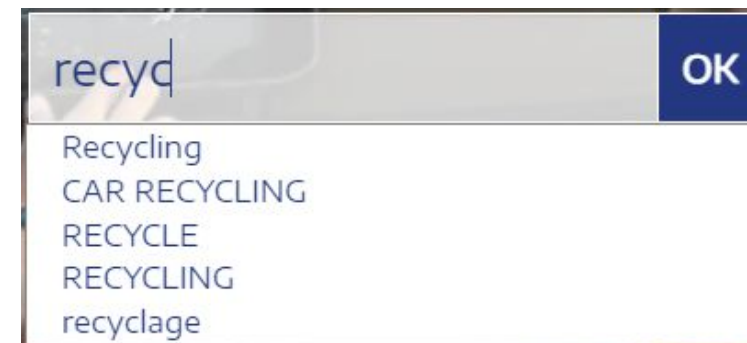 recyc
OK
Recycling
CAR RECYCLING
RECYCLE
RECYCLING
recyclage